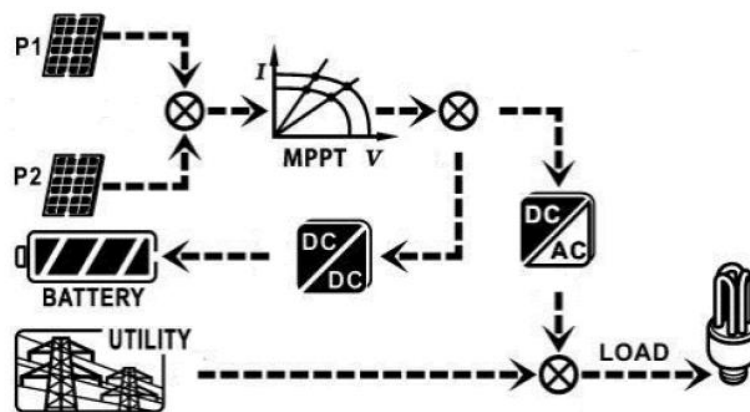 P1
I
MPPT V
P2
DC
DC
DC
AC
BATTERY
UTILITY
LOAD